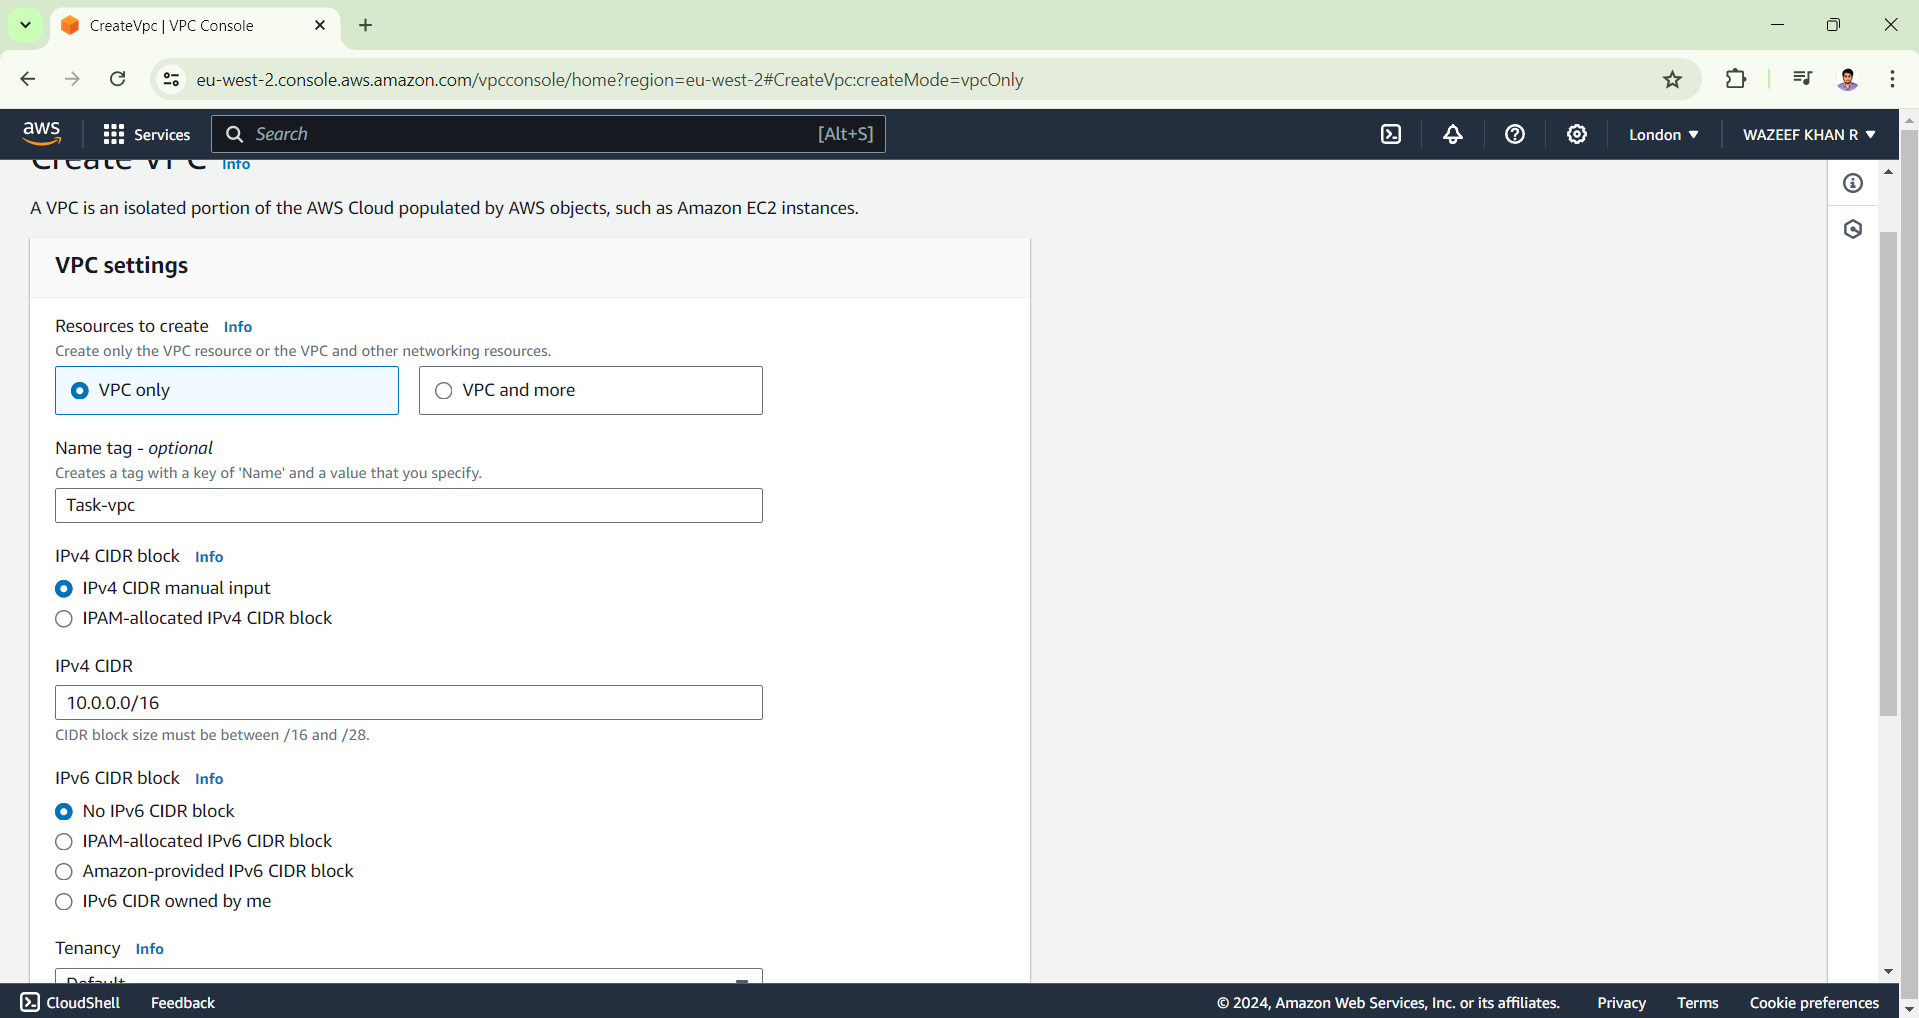 CreateVpc | VPC Console
eu-west-2.console.aws.amazon.com/vpcconsole/home?region=eu-west-2#CreateVpc:createMode=vpcOnly
aws
Services
Search
[Alt+S]
London
WAZEEF KHAN R
Create VPC Info
A VPC is an isolated portion of the AWS Cloud populated by AWS objects, such as Amazon EC2 instances.
VPC settings
Resources to create Info
Create only the VPC resource or the VPC and other networking resources.
VPC only
VPC and more
Name tag - optional
Creates a tag with a key of 'Name' and a value that you specify.
Task-vpc
IPv4 CIDR block Info
IPv4 CIDR manual input
IPAM-allocated IPv4 CIDR block
IPv4 CIDR
10.0.0.0/16
CIDR block size must be between /16 and /28.
IPv6 CIDR block Info
No IPv6 CIDR block
IPAM-allocated IPv6 CIDR block
Amazon-provided IPv6 CIDR block
IPv6 CIDR owned by me
Tenancy Info
Default
CloudShell
Feedback
© 2024, Amazon Web Services, Inc. or its affiliates.
Privacy
Terms
Cookie preferences